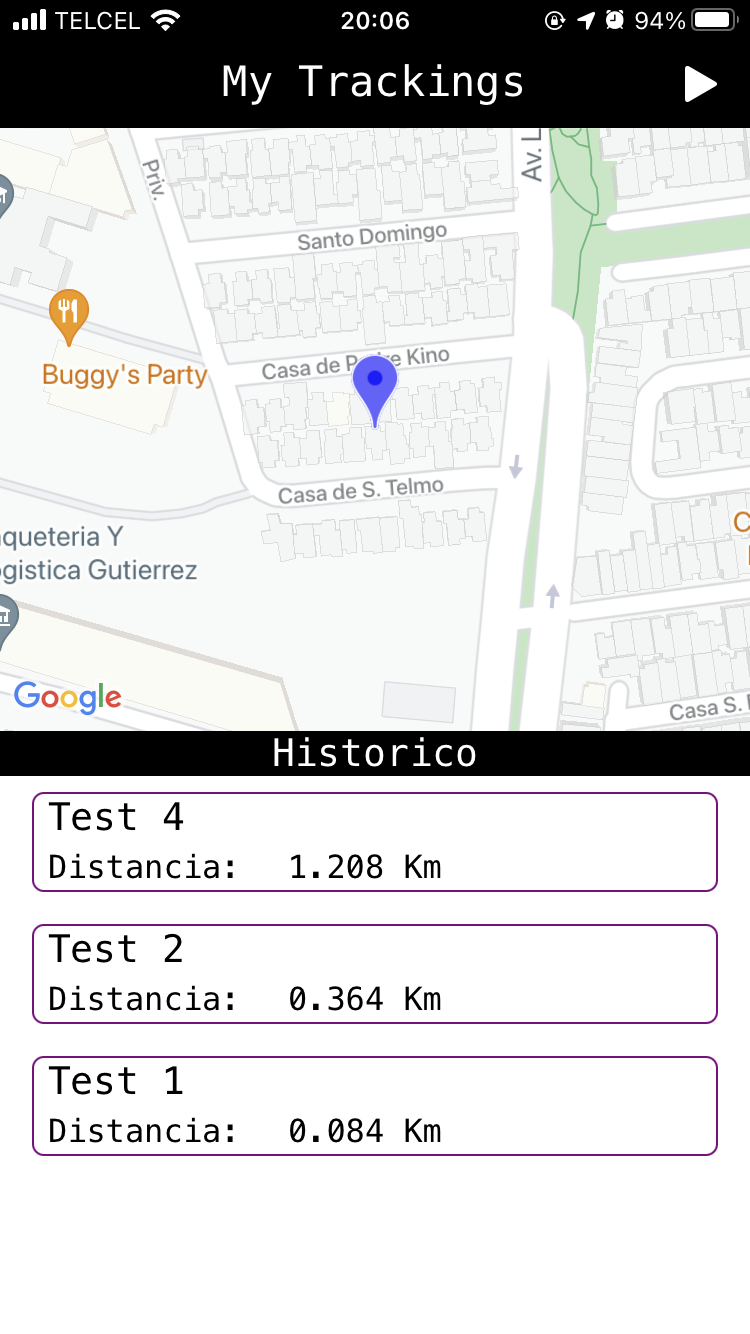 TELCEL
20:06
94%
My Trackings
Priv.
Av. L
Santo Domingo
Casa de Padre Kino
Buggy's Party
Casa de S. Telmo
queteria Y
ogistica Gutierrez
C
Google
Casa S.
Historico
Test 4
Distancia: 1.208 Km
Test 2
Distancia: 0.364 Km
Test 1
Distancia: 0.084 Km